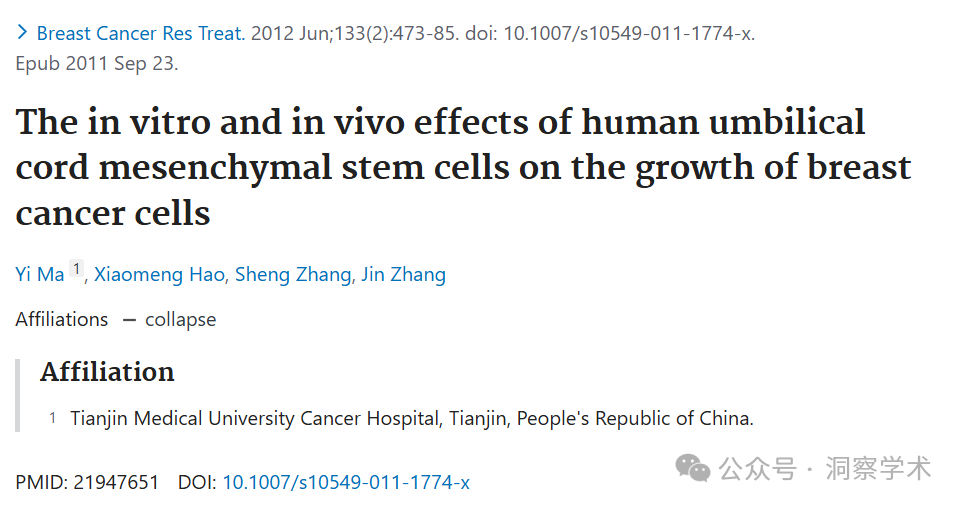 Breast Cancer Res Treat. 2012 Jun;133(2):473-85. doi: 10.1007/s10549-011-1774-x.
Epub 2011 Sep 23.
The in vitro and in vivo effects of human umbilical
cord mesenchymal stem cells on the growth of breast
cancer cells
Yi Ma 1, Xiaomeng Hao, Sheng Zhang, Jin Zhang
Affiliations — collapse
Affiliation
1 Tianjin Medical University Cancer Hospital, Tianjin, People's Republic of China.
PMID: 21947651 DOI: 10.1007/s10549-011-1774-x
公众号 · 洞察学术